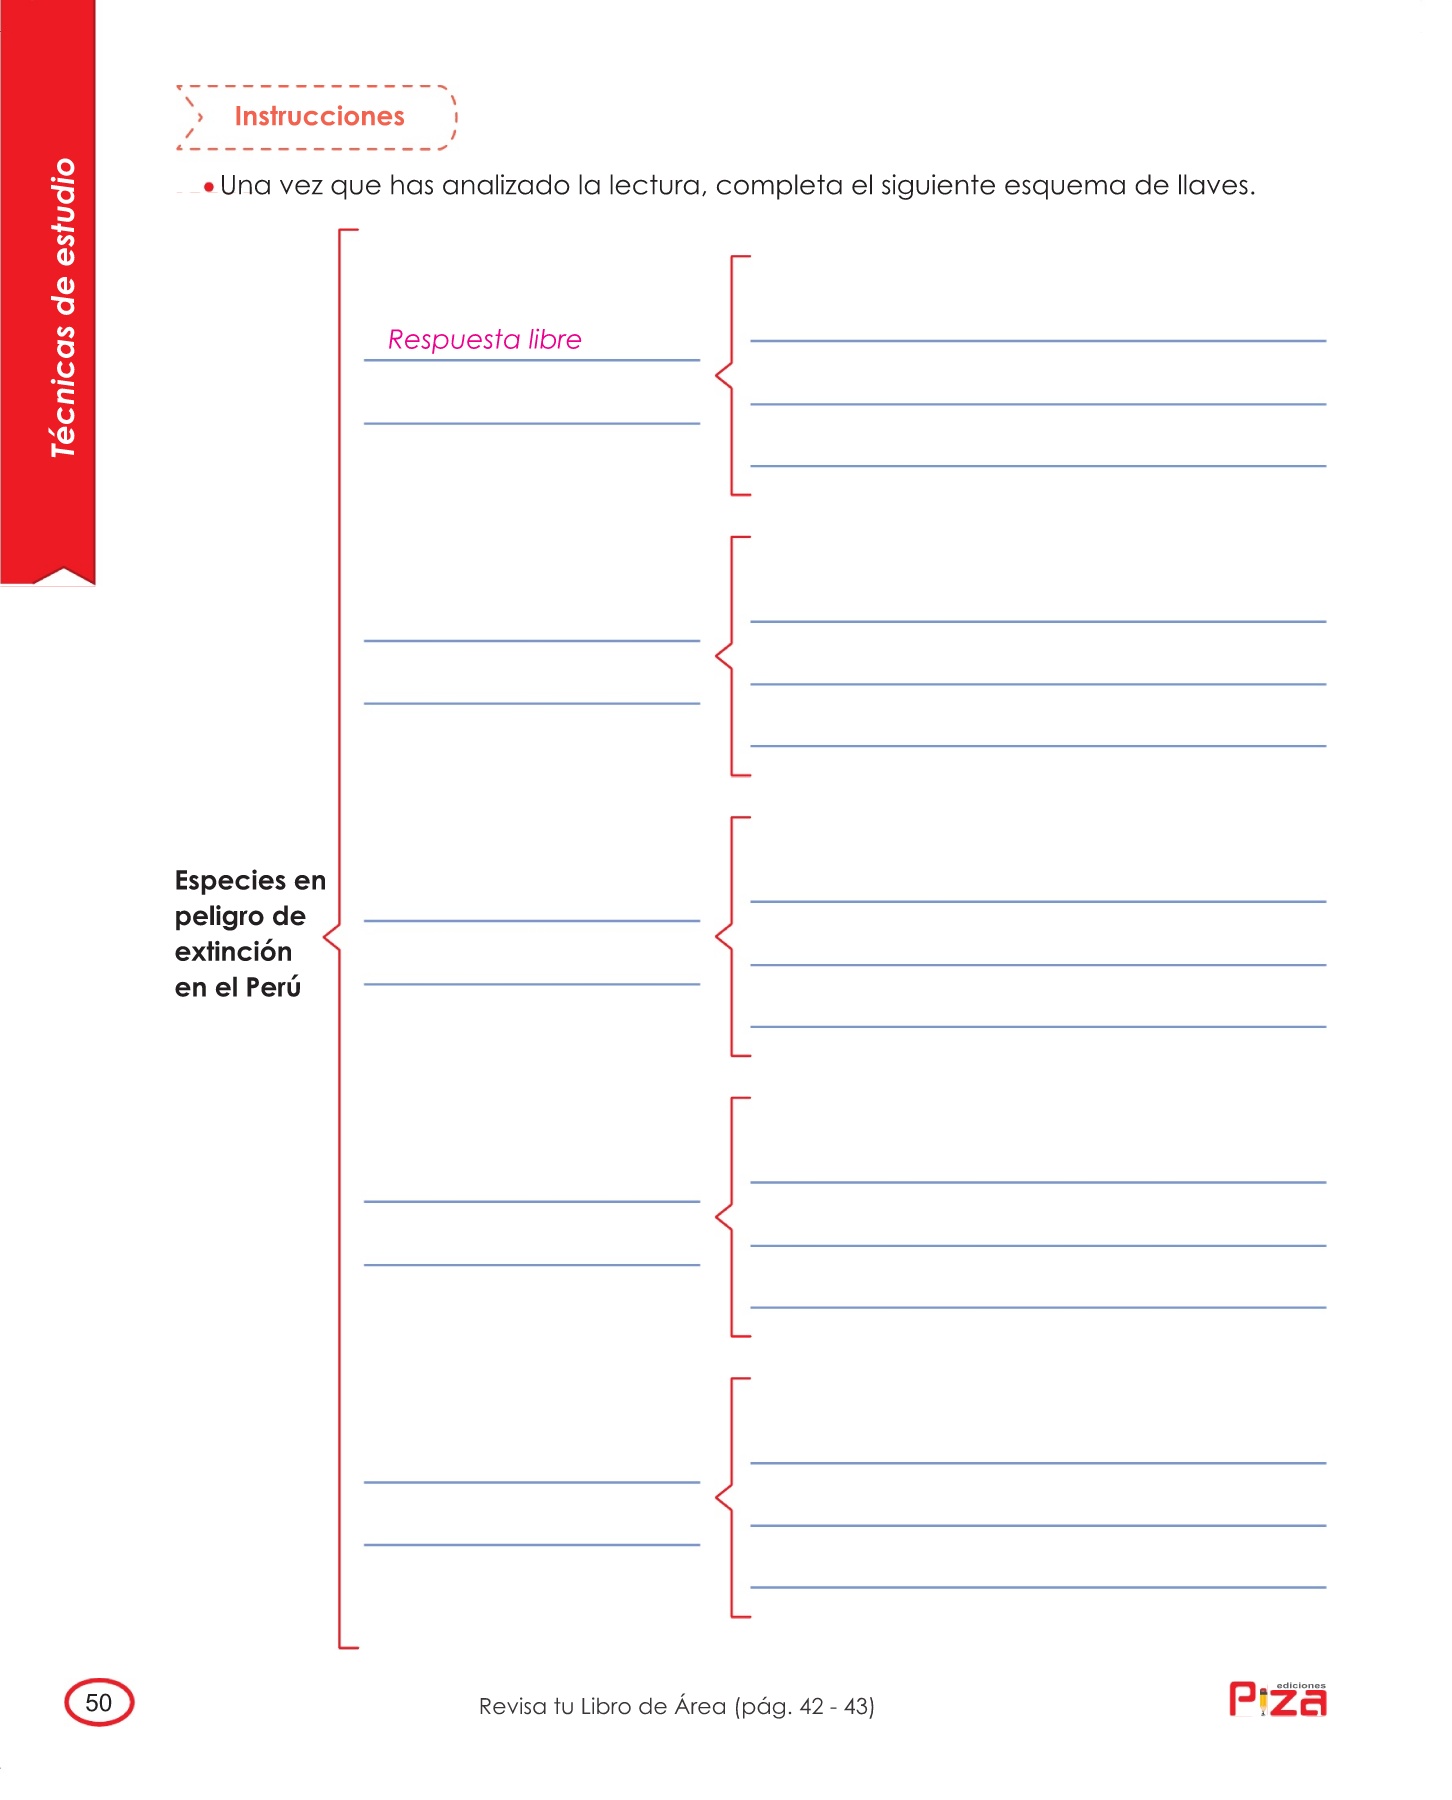 Técnicas de estudio
Instrucciones
• Una vez que has analizado la lectura, completa el siguiente esquema de llaves.
Respuesta libre
Especies en
peligro de
extinción
en el Perú
50
Revisa tu Libro de Área (pág. 42 - 43)
ediciones
Piza